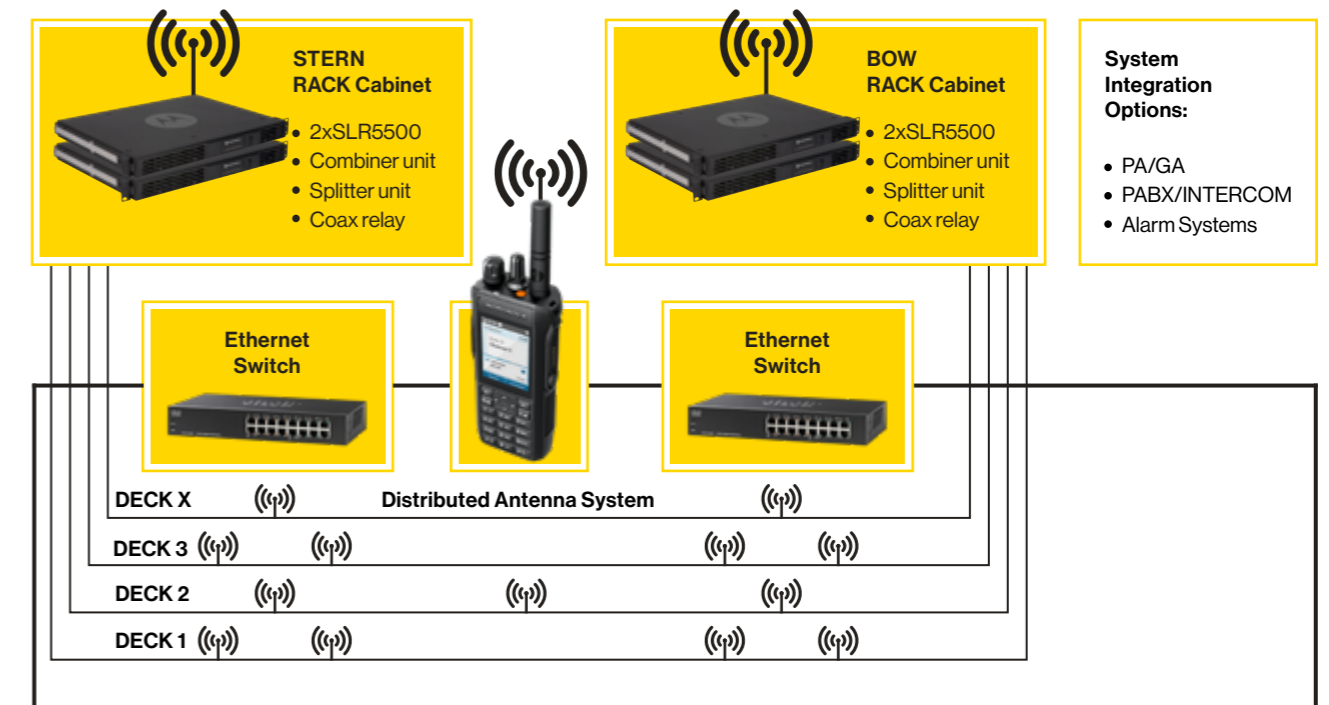 STERN
RACK Cabinet
• 2xSLR5500
• Combiner unit
• Splitter unit
• Coax relay
BOW
RACK Cabinet
• 2xSLR5500
• Combiner unit
• Splitter unit
• Coax relay
System
Integration
Options:
• PA/GA
• PABX/INTERCOM
• Alarm Systems
Ethernet
Switch
Ethernet
Switch
DECK X
Distributed Antenna System
DECK 3
DECK 2
DECK 1